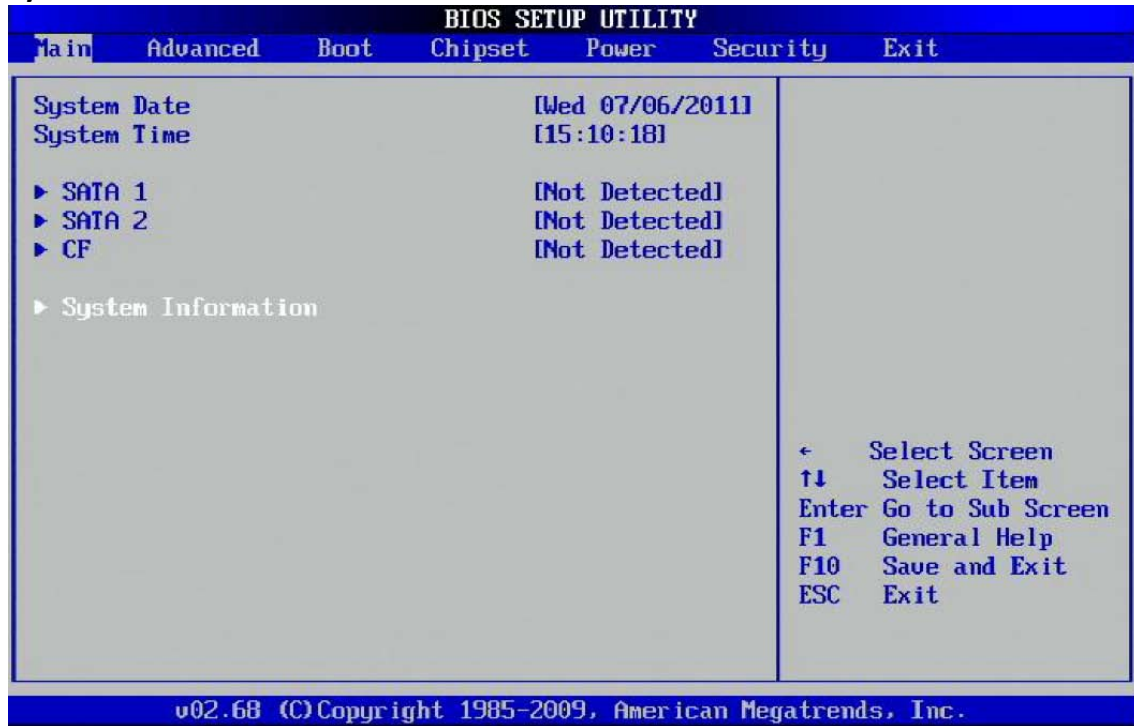 BIOS SETUP UTILITY
Main Advanced Boot Chipset Power Security Exit
System Date [Wed 07/06/2011]
System Time [15:10:18]
► SATA 1 [Not Detected]
► SATA 2 [Not Detected]
► CF [Not Detected]
► System Information
← Select Screen
↑↓ Select Item
Enter Go to Sub Screen
F1 General Help
F10 Save and Exit
ESC Exit
v02.68 (C)Copyright 1985-2009, American Megatrends, Inc.